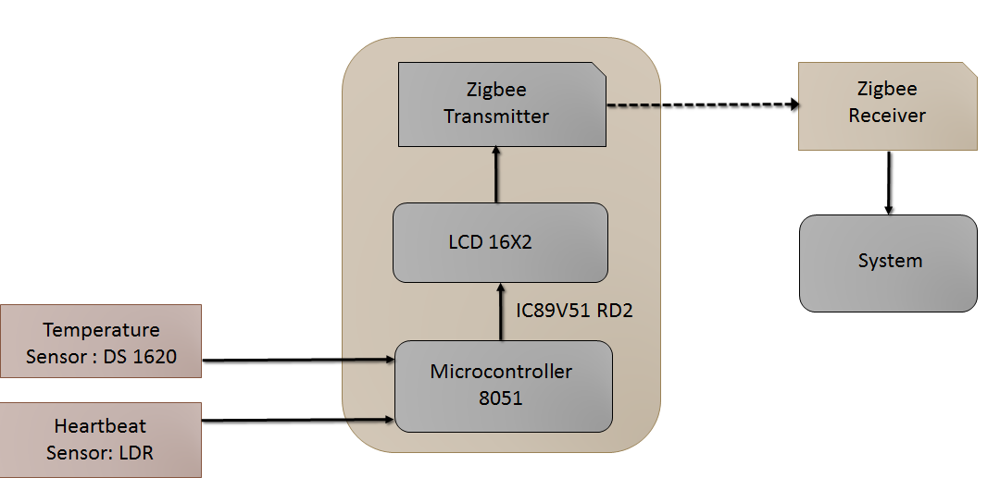 Zigbee
Transmitter
Zigbee
Receiver
LCD 16X2
System
IC89V51 RD2
Temperature
Sensor : DS 1620
Microcontroller
8051
Heartbeat
Sensor: LDR